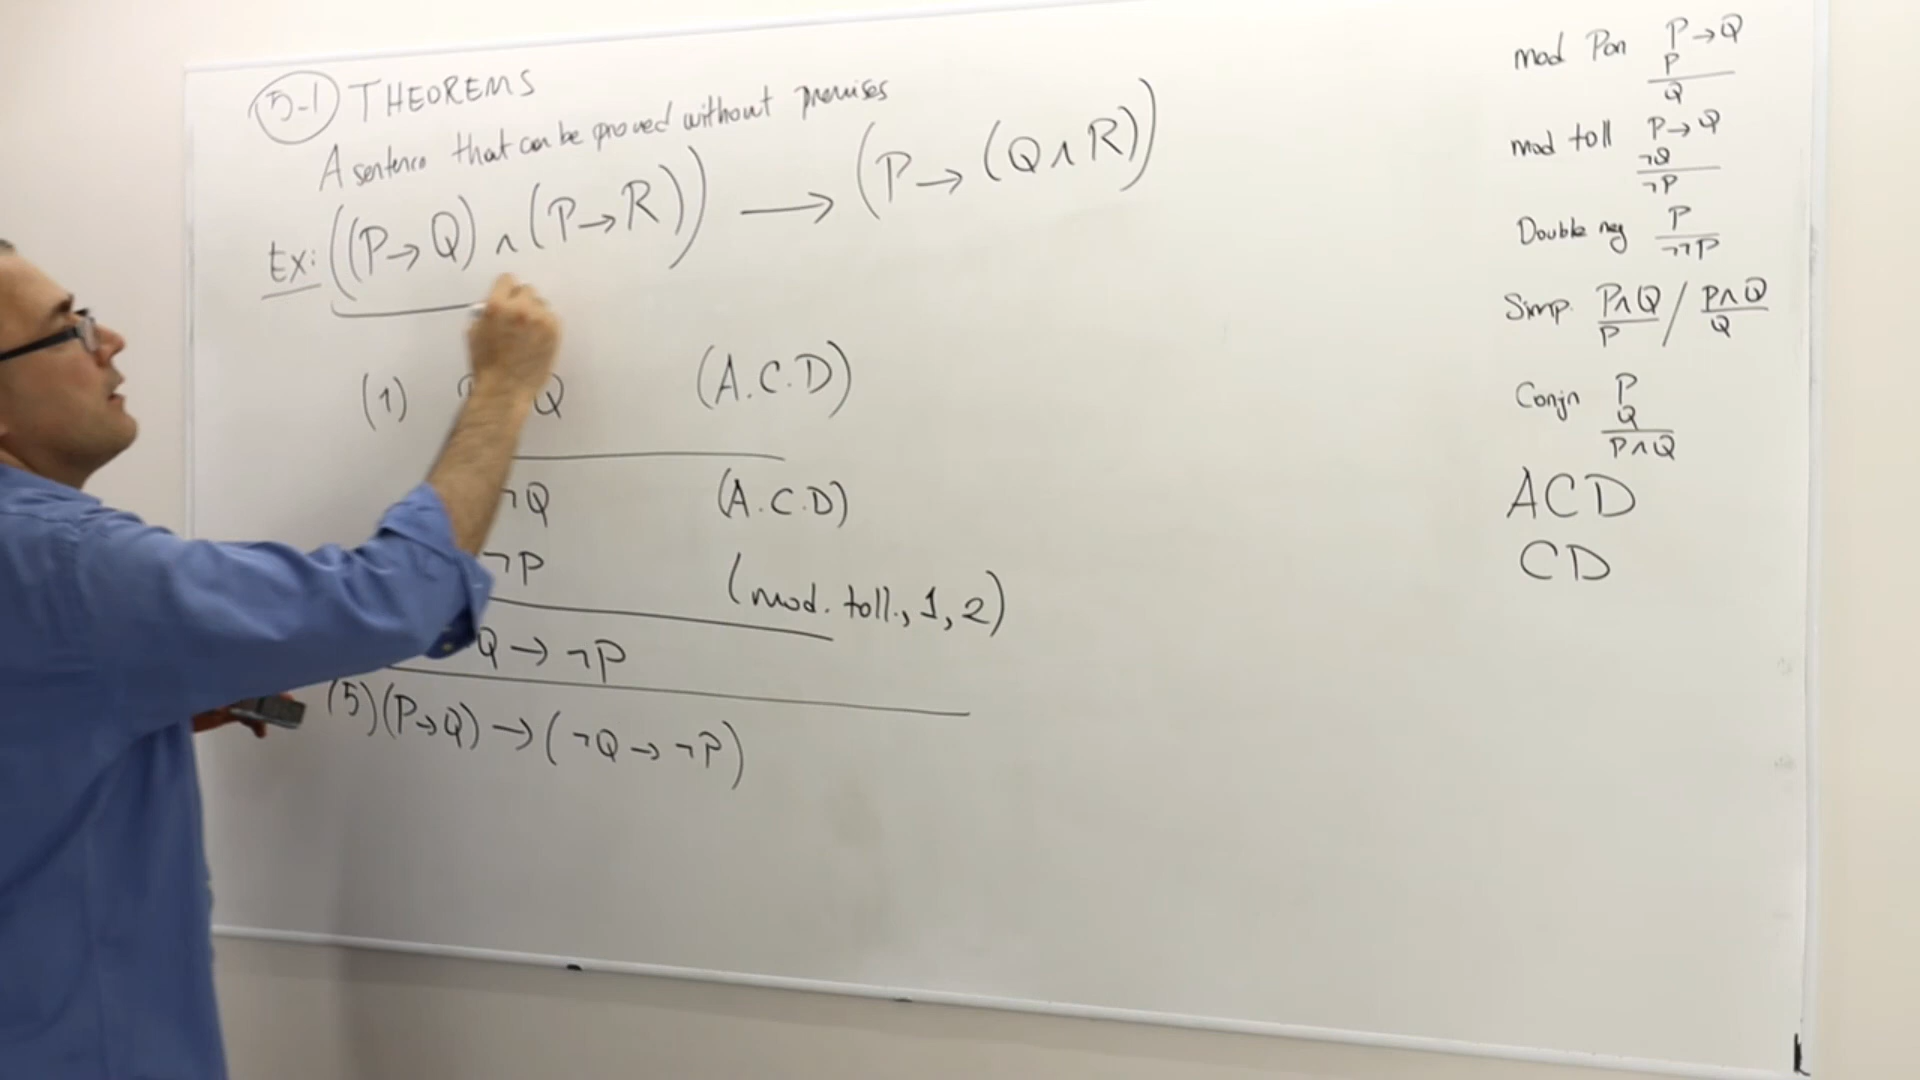 5-1 THEOREMS
A sentence that can be proved without premises
Ex: ((P→Q) ∧ (P→R)) → (P→(Q∧R))
(1) Q (A.C.D)
¬Q (A.C.D)
¬P (mod. toll., 1, 2)
Q → ¬P
(5) (P→Q) → (¬Q → ¬P)
mod Pon P→Q
P
Q
mod toll P→Q
¬Q
¬P
Double neg P
¬¬P
Simp. P∧Q / P∧Q
P Q
Conjn P
Q
P∧Q
ACD
CD